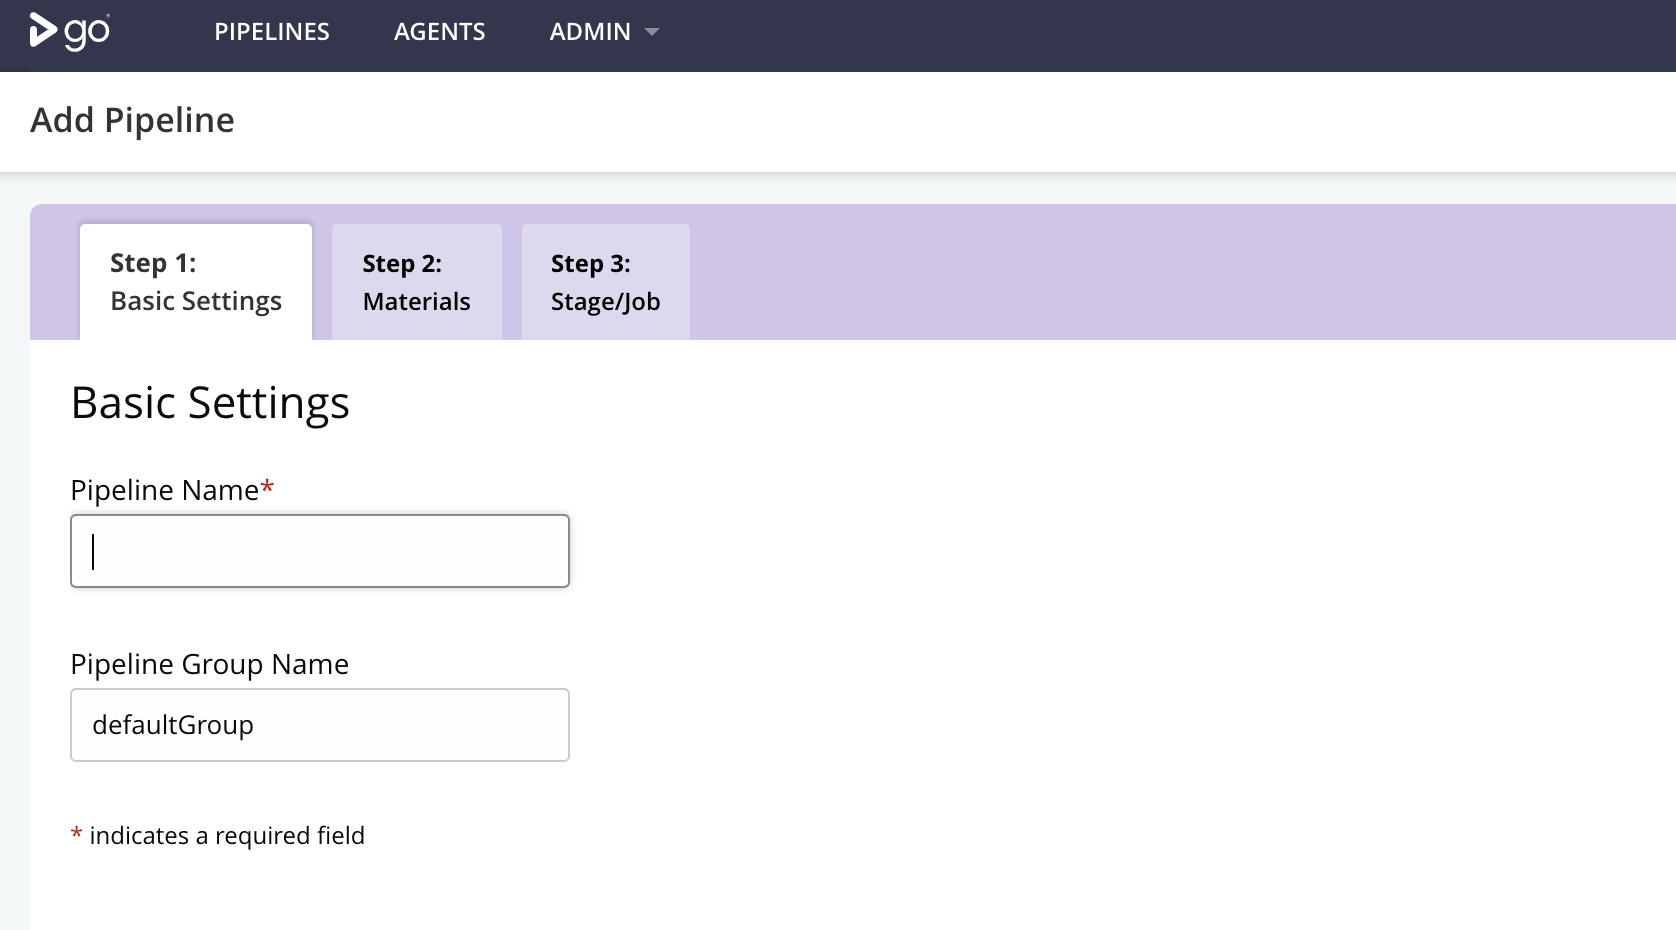 go
PIPELINES AGENTS ADMIN
Add Pipeline
Step 1:
Basic Settings
Step 2:
Materials
Step 3:
Stage/Job
Basic Settings
Pipeline Name*
Pipeline Group Name
defaultGroup
* indicates a required field